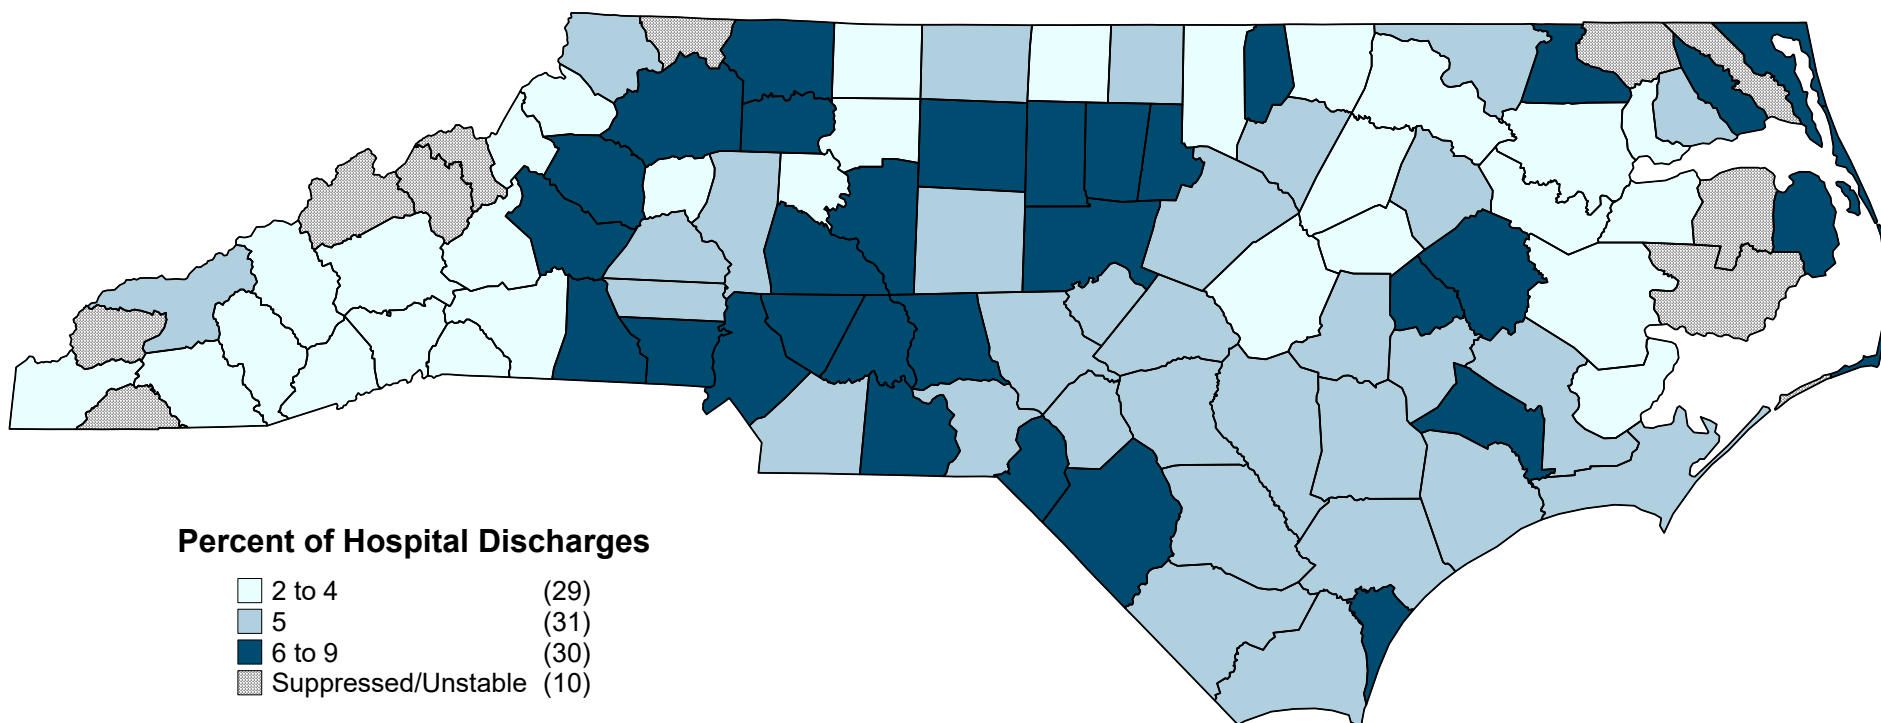 Percent of Hospital Discharges
2 to 4 (29)
5 (31)
6 to 9 (30)
Suppressed/Unstable (10)